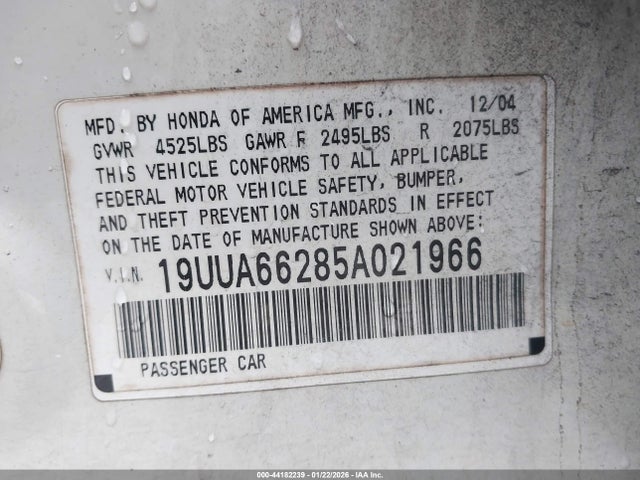 MFD. BY HONDA OF AMERICA MFG., INC. 12/04
GVWR 4525LBS GAWR F 2495LBS R 2075LBS
THIS VEHICLE CONFORMS TO ALL APPLICABLE
FEDERAL MOTOR VEHICLE SAFETY, BUMPER,
AND THEFT PREVENTION STANDARDS IN EFFECT
ON THE DATE OF MANUFACTURE SHOWN ABOVE:
V.I.N. 19UUA66285A021966
PASSENGER CAR
000-44182239 - 01/22/2026 - IAA Inc.